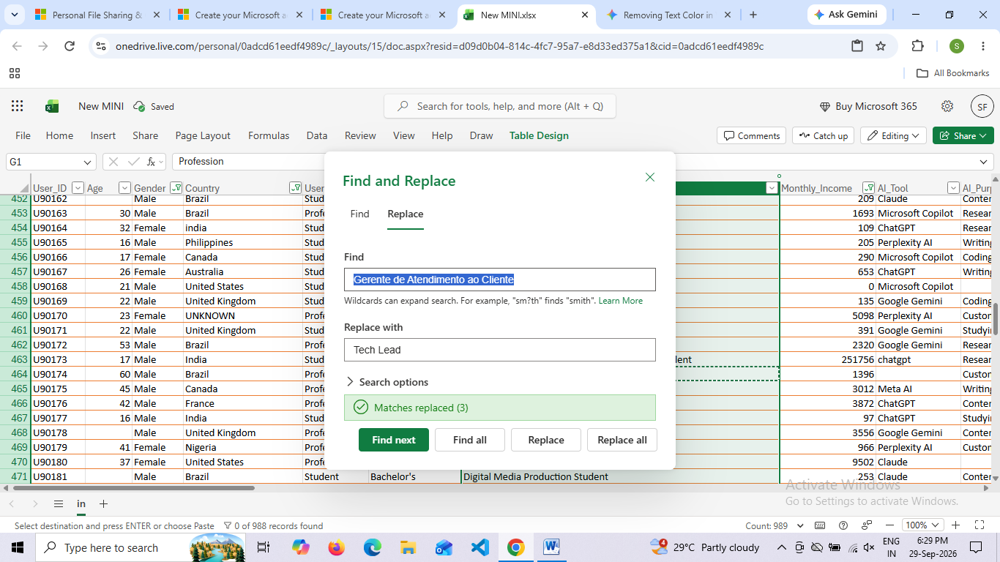 Personal File Sharing &
Create your Microsoft a
Create your Microsoft a
New MINI.xlsx
Removing Text Color in
Ask Gemini
onedrive.live.com/personal/0adcd61eedf4989c/_layouts/15/doc.aspx?resid=d09d0b04-814c-4fc7-95a7-e8d33ed375a1&cid=0adcd61eedf4989c
S
All Bookmarks
New MINI Saved
Search for tools, help, and more (Alt + Q)
Buy Microsoft 365
SF
File Home Insert Share Page Layout Formulas Data Review View Help Draw Table Design
Comments Catch up Editing Share
G1 fx Profession
User_ID Age Gender Country User Monthly_Income AI_Tool AI_Pur
452 U90162 Male Brazil Stud 209 Claude Conter
453 U90163 30 Male Brazil Profe 1693 Microsoft Copilot Resear
454 U90164 32 Female india Stud 109 ChatGPT Resear
455 U90165 16 Male Philippines Stud 205 Perplexity AI Writing
456 U90166 17 Female Canada Stud 290 Microsoft Copilot Coding
457 U90167 26 Female Australia Stud 653 ChatGPT Writing
458 U90168 21 Male United States Stud 0 Microsoft Copilot
459 U90169 22 Male United Kingdom Stud 135 Google Gemini Coding
460 U90170 23 Female UNKNOWN Profe 5098 Perplexity AI Custor
461 U90171 22 Male United Kingdom Stud 391 Google Gemini Studyi
462 U90172 53 Male Brazil Profe 2320 Google Gemini Resear
463 U90173 17 Male India Stud lent 251756 chatgpt Resear
464 U90174 60 Male Brazil Profe 1396 Custor
465 U90175 45 Male Canada Profe 3012 Meta AI Writing
466 U90176 42 Male France Profe 3872 ChatGPT Conter
467 U90177 16 Male India Stud 97 ChatGPT Studyi
468 U90178 Male United Kingdom Profe 3556 Google Gemini Conter
469 U90179 41 Female Nigeria Profe 966 Perplexity AI Custor
470 U90180 37 Female United States Profe 9502 Claude
471 U90181 Male Brazil Student Bachelor's Digital Media Production Student 253 Claude Conter
Find and Replace
Find Replace
Find
Gerente de Atendimento ao Cliente
Wildcards can expand search. For example, "sm?th" finds "smith". Learn More
Replace with
Tech Lead
Search options
Matches replaced (3)
Find next Find all Replace Replace all
Activate Windows
Go to Settings to activate Windows.
in
Select destination and press ENTER or choose Paste 0 of 988 records found Count: 989 100%
Type here to search
29°C Partly cloudy
ENG
IN
6:29 PM
29-Sep-2026